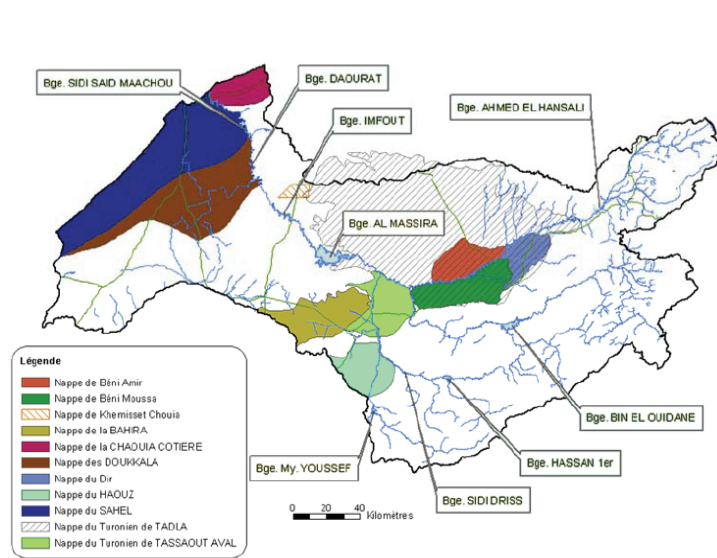 Bge. SIDI SAID MAACHOU
Bge. DAOURAT
Bge. IMFOUT
Bge. AHMED EL HANSALI
Bge. AL MASSIRA
Bge. BIN EL OUIDANE
Bge. HASSAN 1er
Bge. My. YOUSSEF
Bge. SIDI DRISS
0 20 40
Kilomètres
Légende
Nappe de Béni Amir
Nappe de Béni Moussa
Nappe de Khemisset Chouia
Nappe de la BAHIRA
Nappe de la CHAOUIA COTIERE
Nappe des DOUKKALA
Nappe du Dir
Nappe du HAOUZ
Nappe du SAHEL
Nappe du Turonien de TADLA
Nappe du Turonien de TASSAOUT AVAL